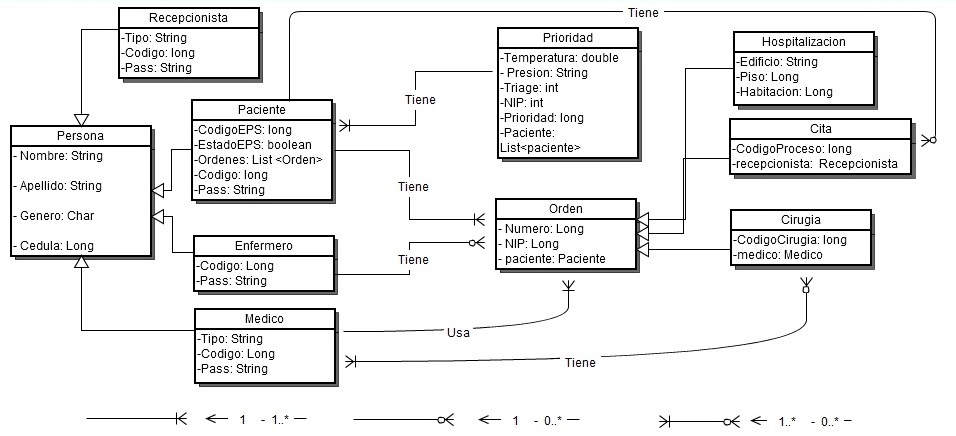 Tiene
Recepcionista
-Tipo: String
-Codigo: long
-Pass: String
Prioridad
-Temperatura: double
- Presion: String
-Triage: int
-NIP: int
-Prioridad: long
-Paciente:
List<paciente>
Hospitalizacion
-Edificio: String
-Piso: Long
-Habitacion: Long
Tiene
Paciente
-CodigoEPS: long
-EstadoEPS: boolean
-Ordenes: List <Orden>
-Codigo: long
-Pass: String
Cita
-CodigoProceso: long
-recepcionista: Recepcionista
Persona
- Nombre: String
- Apellido: String
- Genero: Char
- Cedula: Long
Tiene
Orden
- Numero: Long
- NIP: Long
- paciente: Paciente
Cirugia
-CodigoCirugia: long
-medico: Medico
Enfermero
-Codigo: Long
-Pass: String
Tiene
Medico
-Tipo: String
-Codigo: Long
-Pass: String
Usa
Tiene
1 - 1..*
1 - 0..*
1..* - 0..*